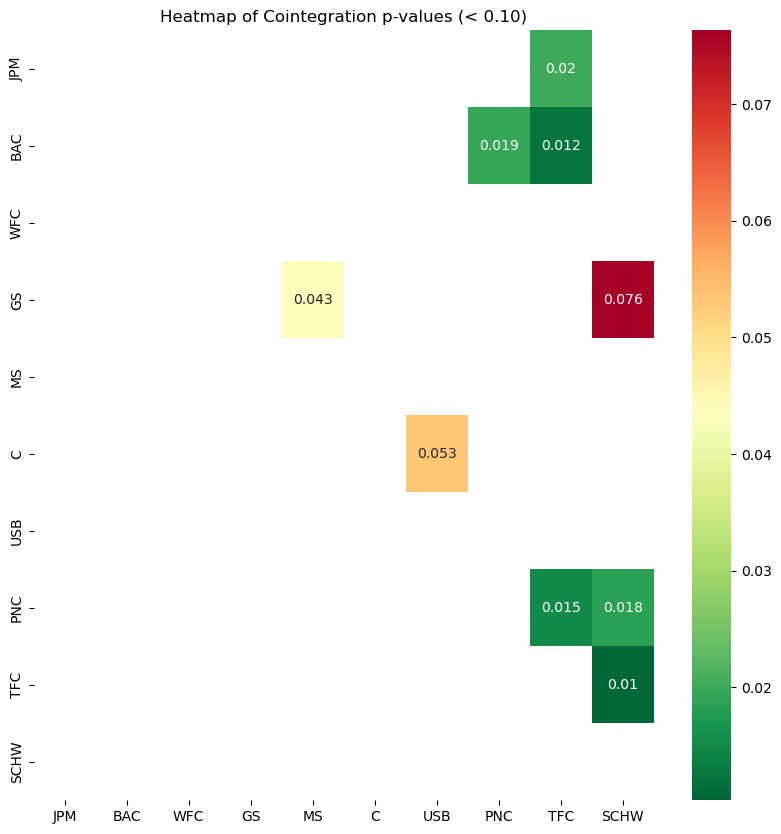 Heatmap of Cointegration p-values (< 0.10)
JPM
BAC
WFC
GS
MS
C
USB
PNC
TFC
SCHW
0.02
0.019 0.012
0.043 0.076
0.053
0.015 0.018
0.01
JPM BAC WFC GS MS C USB PNC TFC SCHW
0.07
0.06
0.05
0.04
0.03
0.02